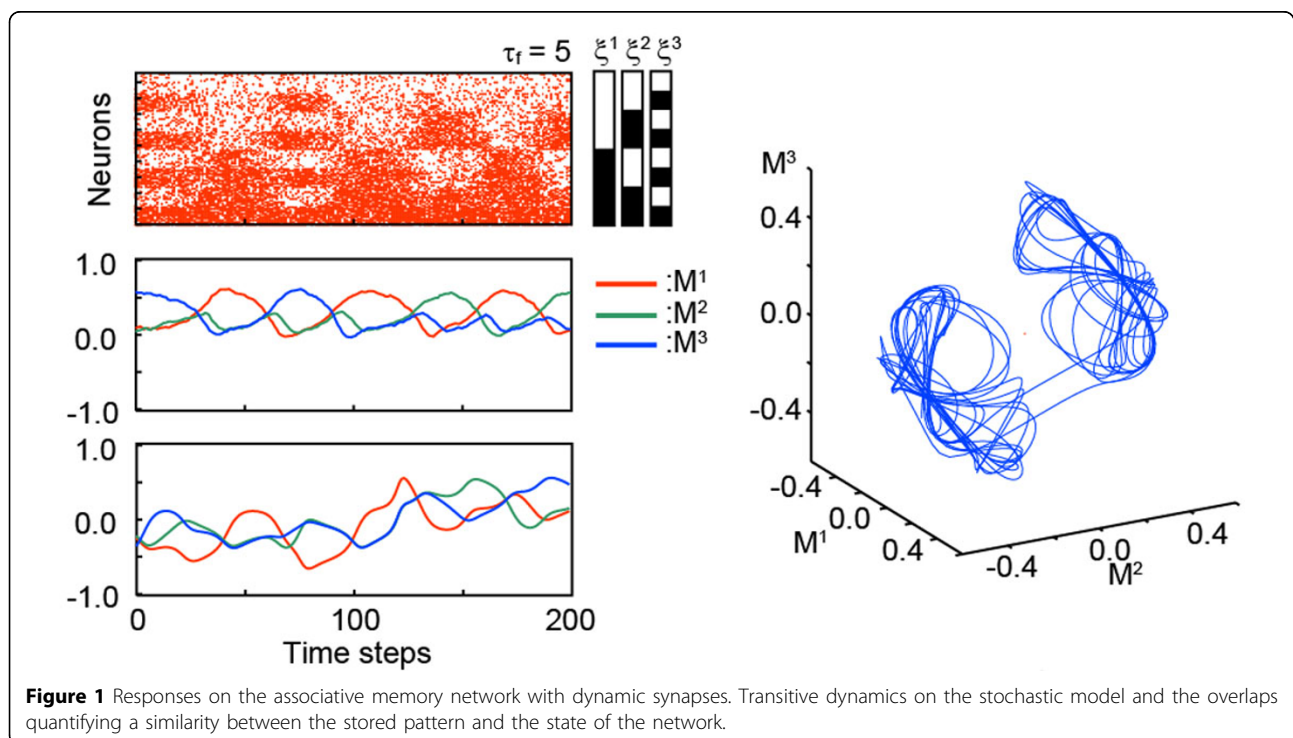 τf = 5
ξ1 ξ2 ξ3
Neurons
1.0
0.0
-1.0
:M1
:M2
:M3
1.0
0.0
-1.0
0 100 200
Time steps
M3
0.4
0.0
-0.4
-0.4
0.0
0.4
M1
-0.4
0.0
0.4
M2
Figure 1 Responses on the associative memory network with dynamic synapses. Transitive dynamics on the stochastic model and the overlaps
quantifying a similarity between the stored pattern and the state of the network.